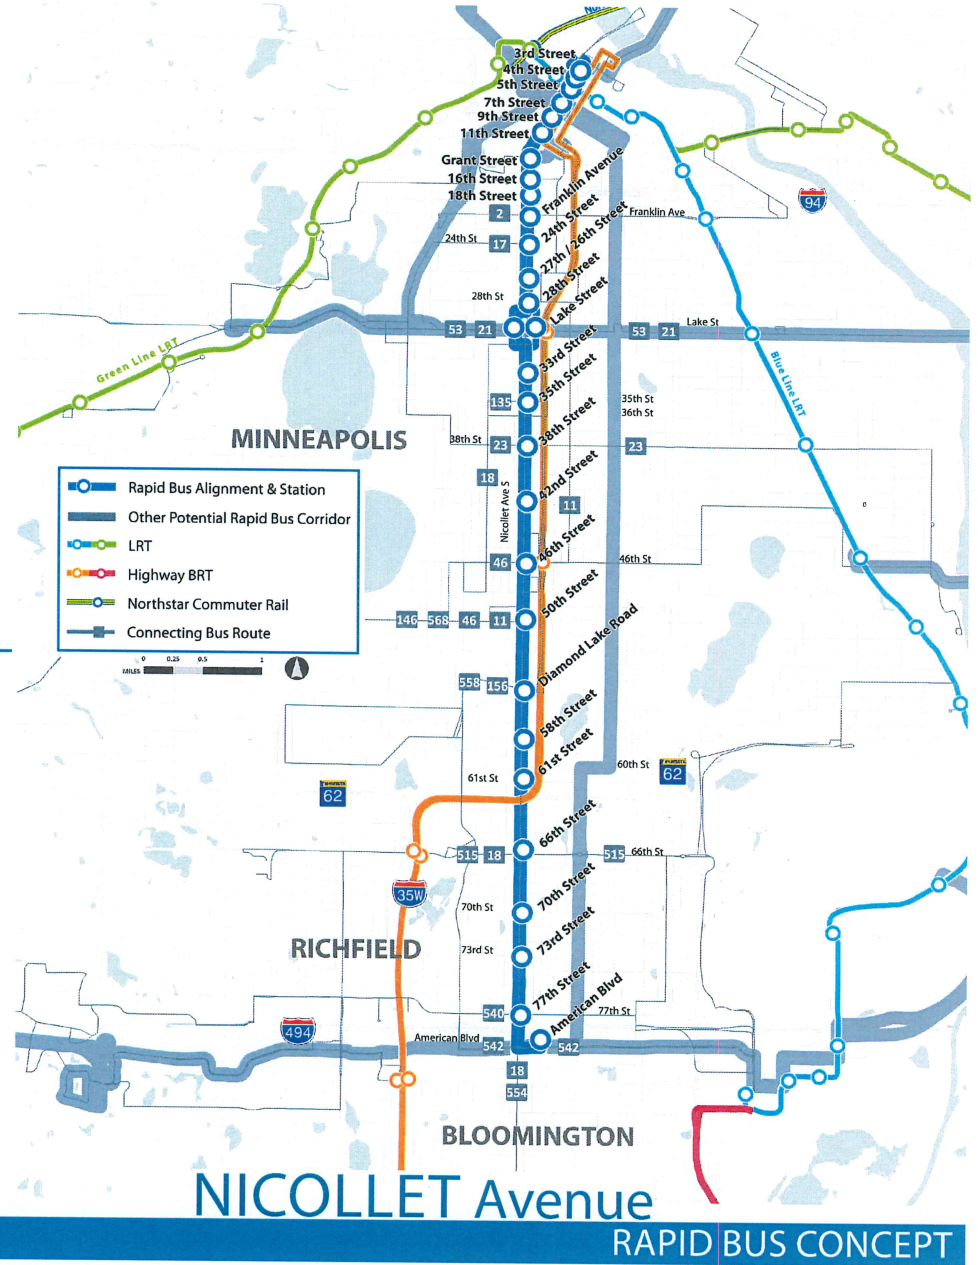 Nor
3rd Street
4th Street
5th Street
7th Street
9th Street
11th Street
Grant Street
16th Street
18th Street
Franklin Avenue
94
2
Franklin Ave
24th Street
24th St
17
27th / 26th Street
28th Street
28th St
Lake Street
53 21
53 21
Lake St
Green Line LRT
Blue Line LRT
33rd Street
35th Street
135
35th St
36th St
MINNEAPOLIS
38th Street
38th St
23
23
18
42nd Street
Nicollet Ave S
11
46th Street
46
46th St
Rapid Bus Alignment & Station
Other Potential Rapid Bus Corridor
LRT
Highway BRT
Northstar Commuter Rail
Connecting Bus Route
0 0.25 0.5 1
MILES
50th Street
146 568 46 11
Diamond Lake Road
558 156
58th Street
61st Street
61st St
60th St
MINNESOTA
62
MINNESOTA
62
66th Street
515 18
515
66th St
35W
70th Street
70th St
RICHFIELD
73rd Street
73rd St
77th Street
540
77th St
494
American Blvd
American Blvd
542
542
18
554
BLOOMINGTON
NICOLLET Avenue
RAPID BUS CONCEPT